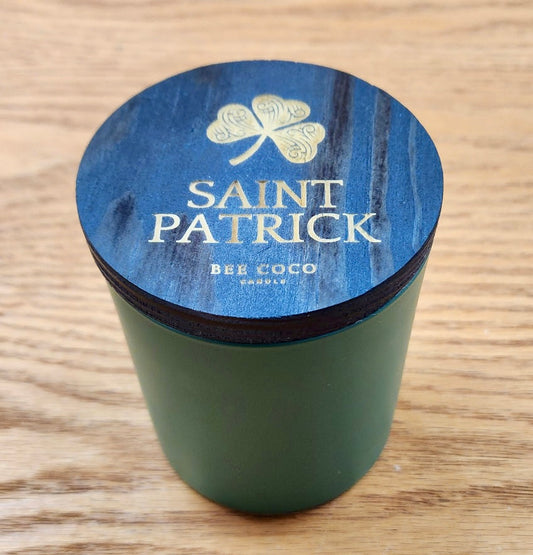 SAINT
PATRICK
BEE COCO
CANDLE